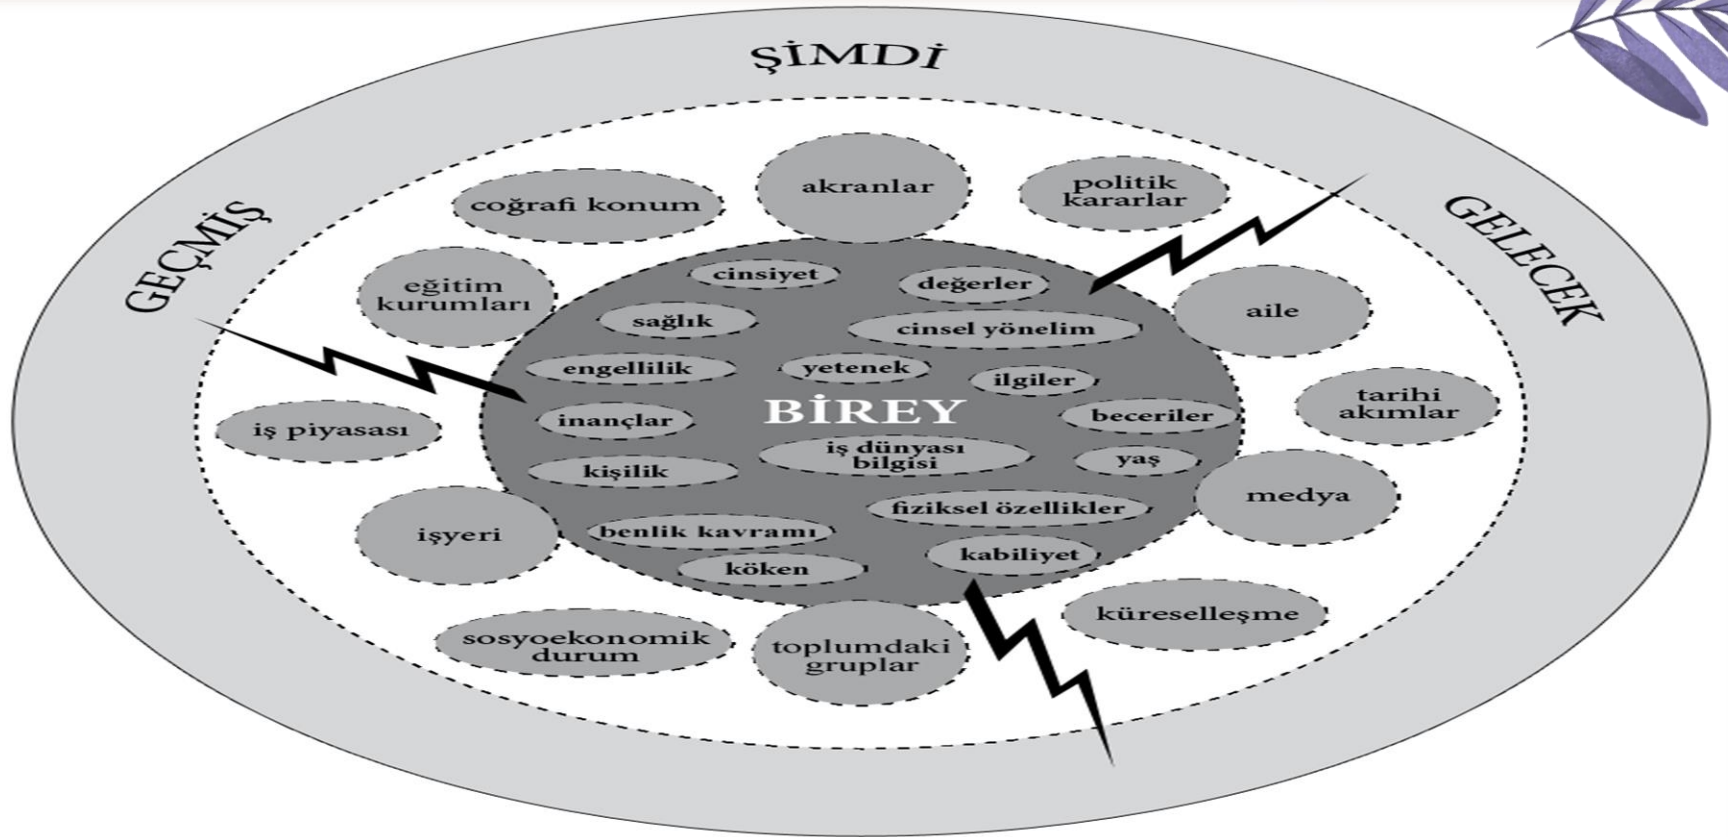 ŞİMDİ
GEÇMİŞ
GELECEK
akranlar
politik
kararlar
coğrafi konum
eğitim
kurumları
aile
tarihi
akımlar
iş piyasası
medya
işyeri
küreselleşme
sosyoekonomik
durum
toplumdaki
gruplar
cinsiyet
değerler
sağlık
cinsel yönelim
engellilik
yetenek
ilgiler
BİREY
inançlar
beceriler
iş dünyası
bilgisi
yaş
kişilik
fiziksel özellikler
benlik kavramı
kabiliyet
köken